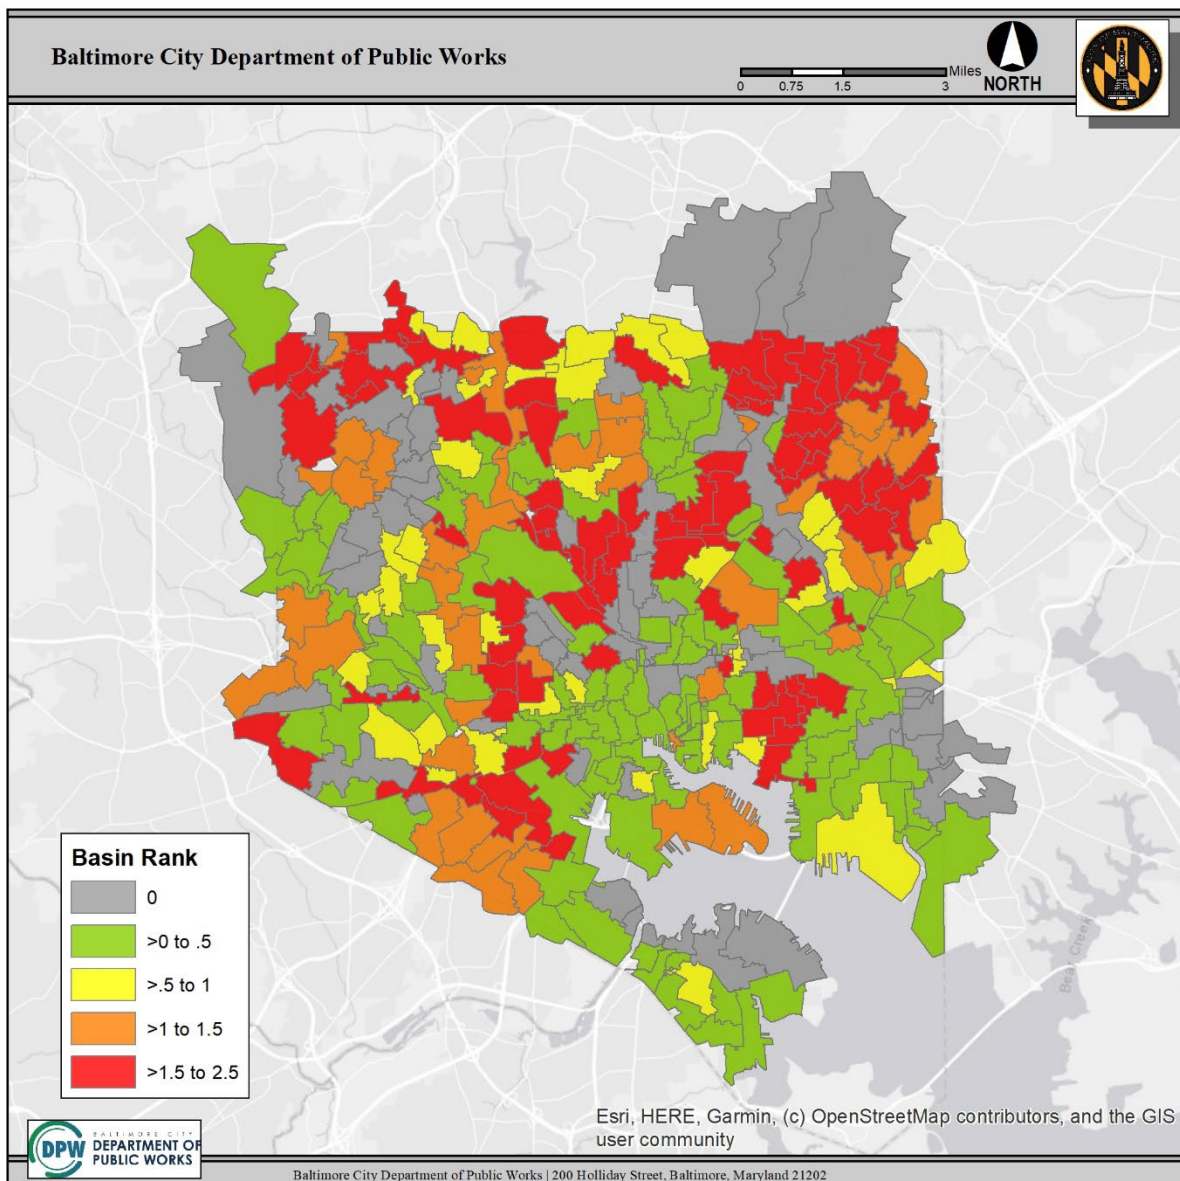 Baltimore City Department of Public Works
0 0.75 1.5 3 Miles
NORTH
Basin Rank
0
>0 to .5
>.5 to 1
>1 to 1.5
>1.5 to 2.5
Bear Creek
Esri, HERE, Garmin, (c) OpenStreetMap contributors, and the GIS
user community
DPW
BALTIMORE CITY
DEPARTMENT OF
PUBLIC WORKS
Baltimore City Department of Public Works | 200 Holliday Street, Baltimore, Maryland 21202